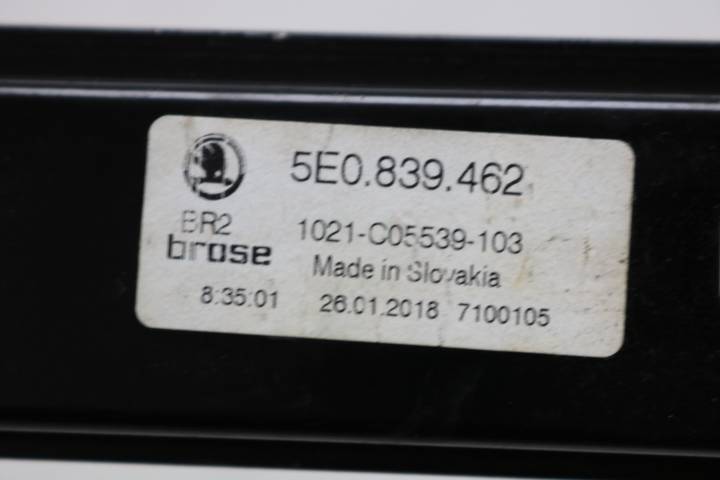 5E0.839.462
BR2
1021-C05539-103
brose
Made in Slovakia
8:35:01 26.01.2018 7100105